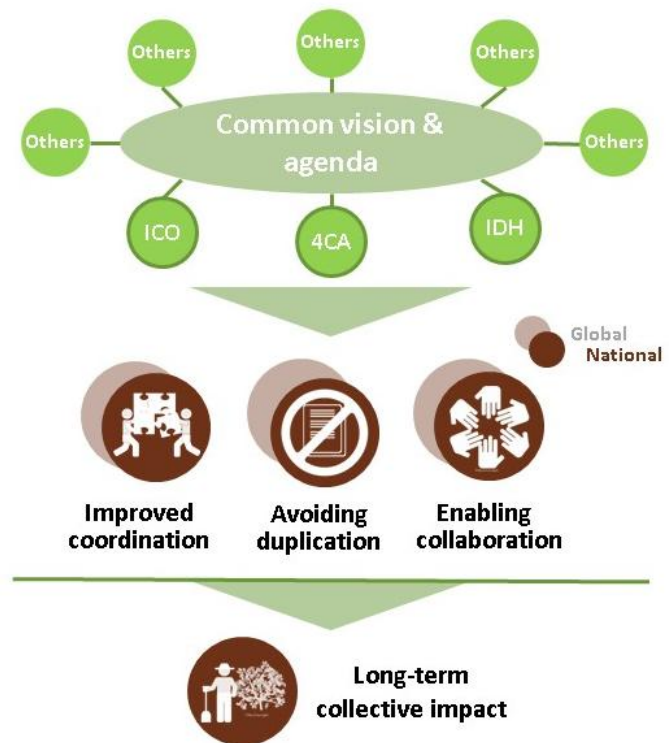 Others
Others
Others
Others
Common vision &
agenda
Others
ICO
4CA
IDH
Global
National
Improved
coordination
Avoiding
duplication
Enabling
collaboration
Long-term
collective impact